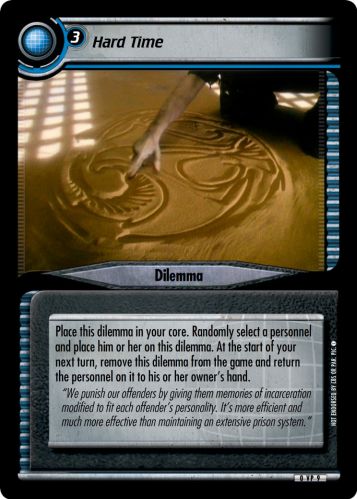 3
Hard Time
Dilemma
Place this dilemma in your core. Randomly select a personnel
and place him or her on this dilemma. At the start of your
next turn, remove this dilemma from the game and return
the personnel on it to his or her owner's hand.
"We punish our offenders by giving them memories of incarceration
modified to fit each offender's personality. It's more efficient and
much more effective than maintaining an extensive prison system."
NOT ENDORSED BY CBS OR PAR. PIC.
0 VP 9